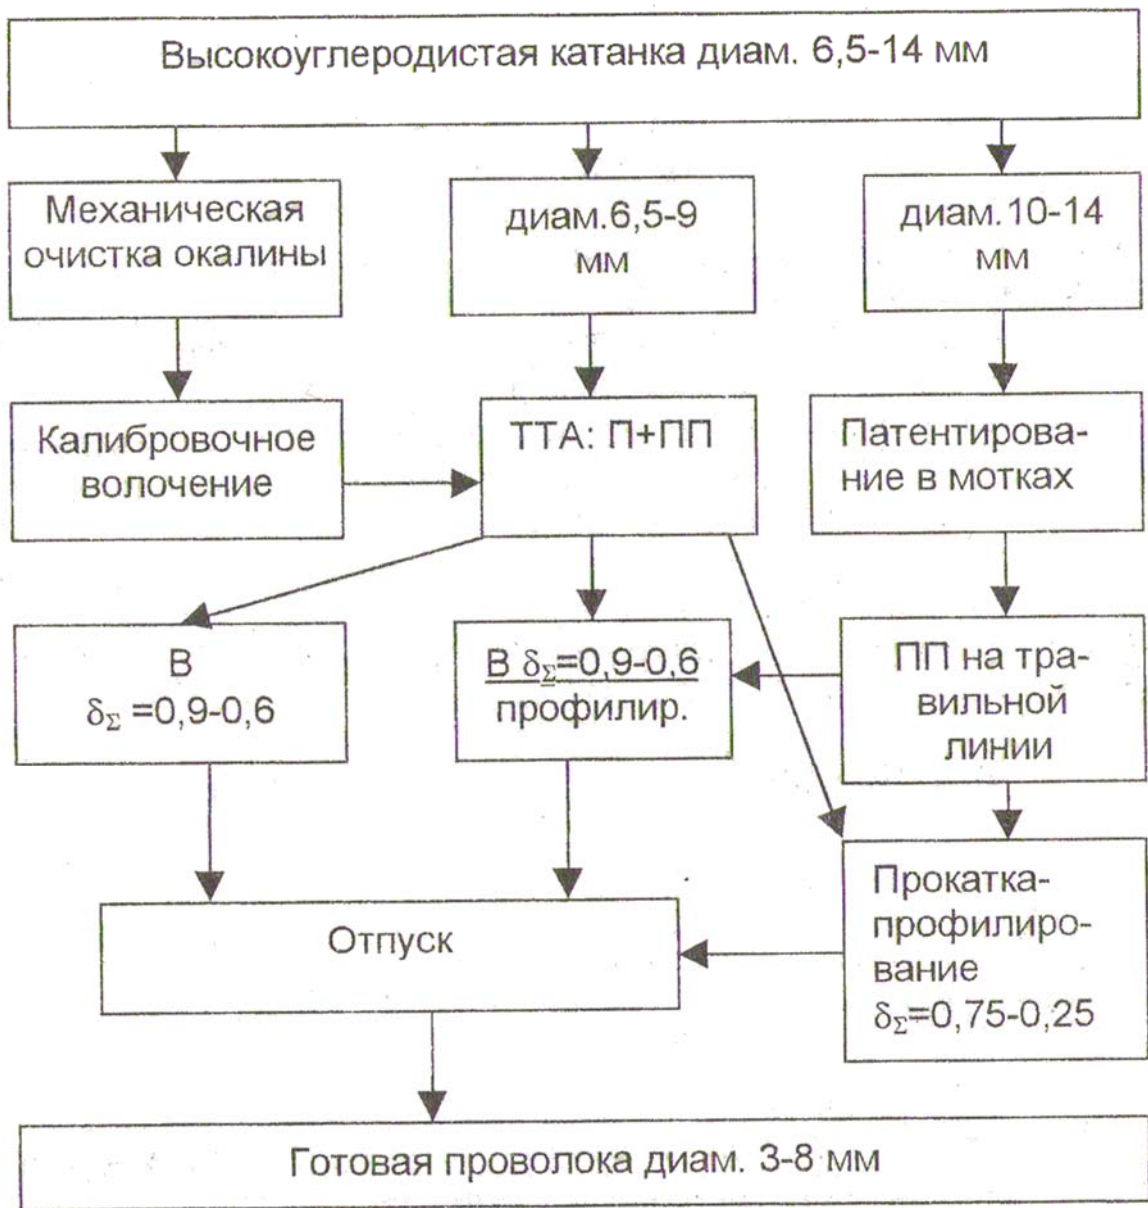 Высокоуглеродистая катанка диам. 6,5-14 мм
Механическая
очистка окалины
диам.6,5-9
мм
диам.10-14
мм
Калибровочное
волочение
ТТА: П+ПП
Патентирова-
ние в мотках
В
δΣ =0,9-0,6
В δΣ=0,9-0,6
профилир.
ПП на тра-
вильной
линии
Отпуск
Прокатка-
профилиро-
вание
δΣ=0,75-0,25
Готовая проволока диам. 3-8 мм